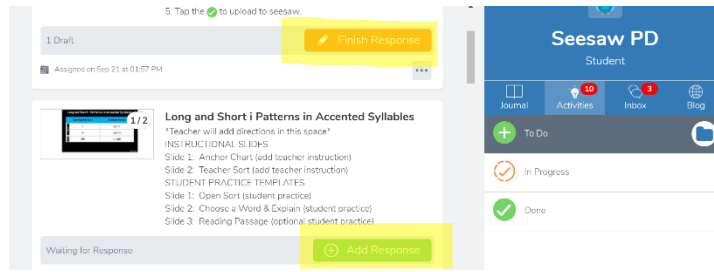 5. Tap the to upload to seesaw.
1 Draft
Finish Response
Assigned on Sep 21 at 01:57 PM
1/2
Long and Short i Patterns in Accented Syllables
*Teacher will add directions in this space*
INSTRUCTIONAL SLIDES
Slide 1: Anchor Chart (add teacher instruction)
Slide 2: Teacher Sort (add teacher instruction)
STUDENT PRACTICE TEMPLATES
Slide 1: Open Sort (student practice)
Slide 2: Choose a Word & Explain (student practice)
Slide 3: Reading Passage (optional student practice)
Waiting for Response
Add Response
Seesaw PD
Student
10
3
Journal
Activities
Inbox
Blog
To Do
In Progress
Done